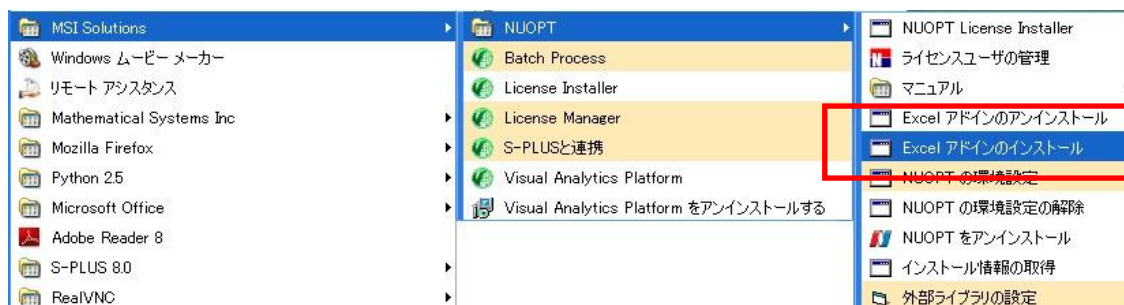 MSI Solutions
Windows ムービー メーカー
リモート アシスタンス
Mathematical Systems Inc
Mozilla Firefox
Python 2.5
Microsoft Office
Adobe Reader 8
S-PLUS 8.0
RealVNC
NUOPT
Batch Process
License Installer
License Manager
S-PLUSと連携
Visual Analytics Platform
Visual Analytics Platform をアンインストールする
NUOPT License Installer
ライセンスユーザの管理
マニュアル
Excel アドインのアンインストール
Excel アドインのインストール
NUOPT の環境設定
NUOPT の環境設定の解除
NUOPT をアンインストール
インストール情報の取得
外部ライブラリの設定